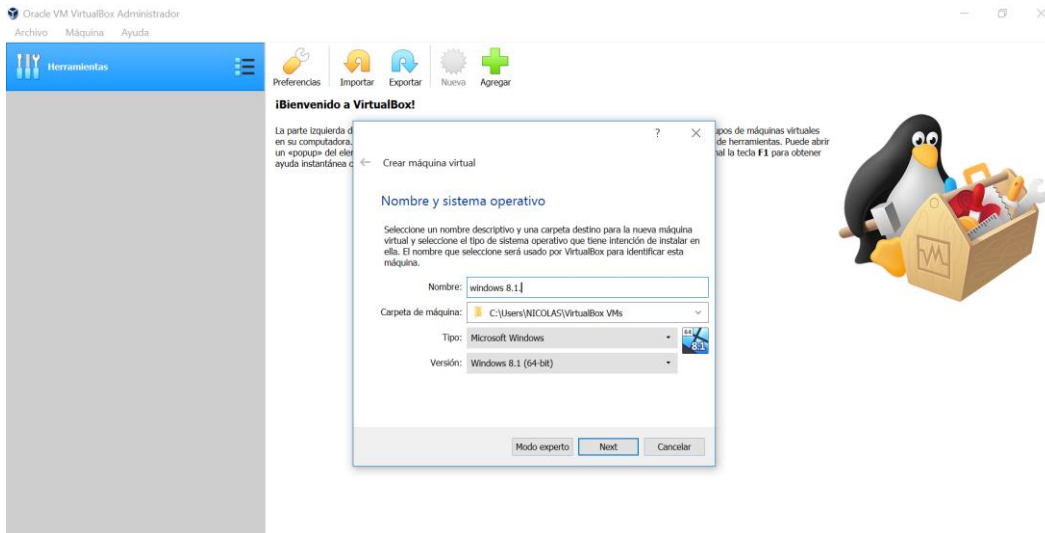 Oracle VM VirtualBox Administrador
Archivo Máquina Ayuda
Herramientas
Preferencias Importar Exportar Nueva Agregar
¡Bienvenido a VirtualBox!
La parte izquierda d
upos de máquinas virtuales
en su computadora.
de herramientas. Puede abrir
un «popup» del eler
nal la tecla F1 para obtener
ayuda instantánea c
? ×
← Crear máquina virtual
Nombre y sistema operativo
Seleccione un nombre descriptivo y una carpeta destino para la nueva máquina
virtual y seleccione el tipo de sistema operativo que tiene intención de instalar en
ella. El nombre que seleccione será usado por VirtualBox para identificar esta
máquina.
Nombre: windows 8.1.
Carpeta de máquina: C:\Users\NICOLAS\VirtualBox VMs
Tipo: Microsoft Windows
64
8.1
Versión: Windows 8.1 (64-bit)
Modo experto Next Cancelar